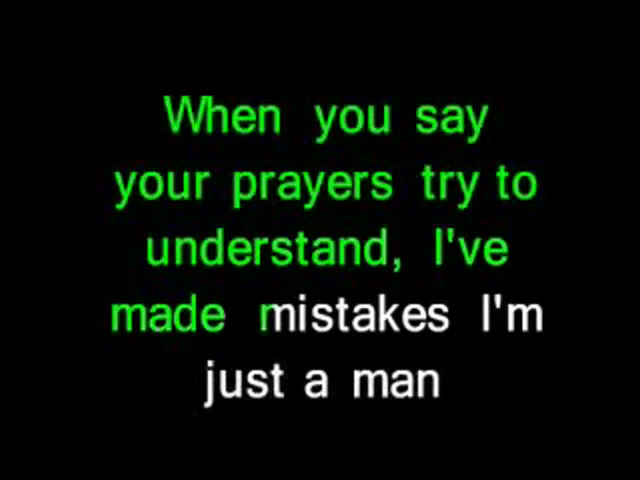 When you say
your prayers try to
understand, I've
made mistakes I'm
just a man